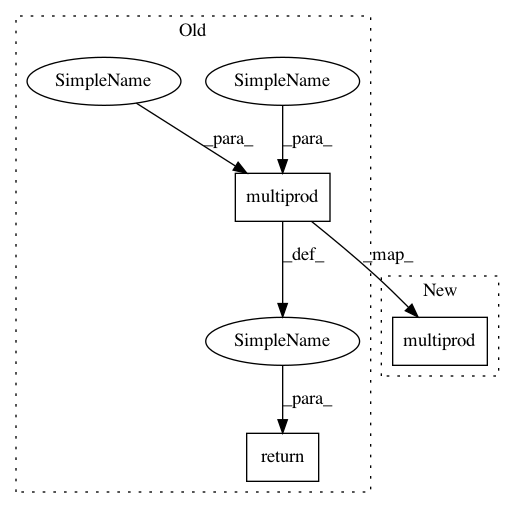 Old
SimpleName
SimpleName
_para_
_para_
multiprod
_def_
_map_
New
SimpleName
multiprod
_para_
return